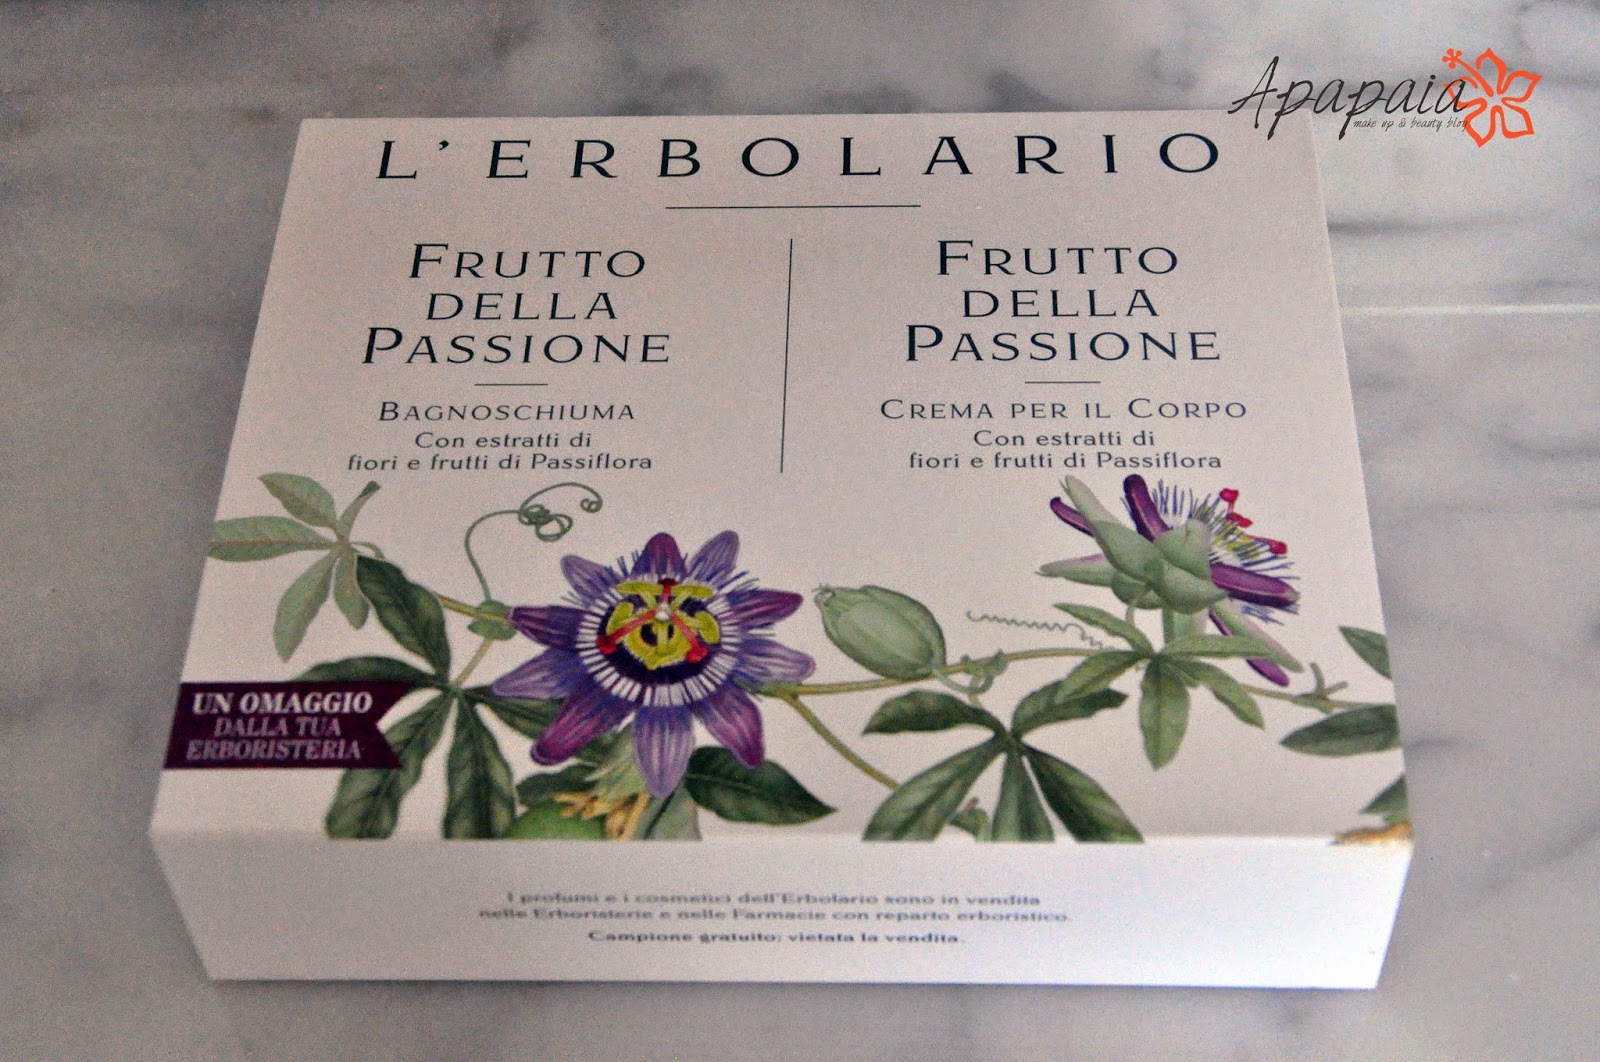 Apapaia
make up & beauty blog
L'ERBOLARIO
FRUTTO
DELLA
PASSIONE
BAGNOSCHIUMA
Con estratti di
fiori e frutti di Passiflora
FRUTTO
DELLA
PASSIONE
CREMA PER IL CORPO
Con estratti di
fiori e frutti di Passiflora
UN OMAGGIO
DALLA TUA
ERBORISTERIA
I profumi e i cosmetici dell'Erbolario sono in vendita
nelle Erboristerie e nelle Farmacie con reparto erboristico.
Campione gratuito; vietata la vendita.